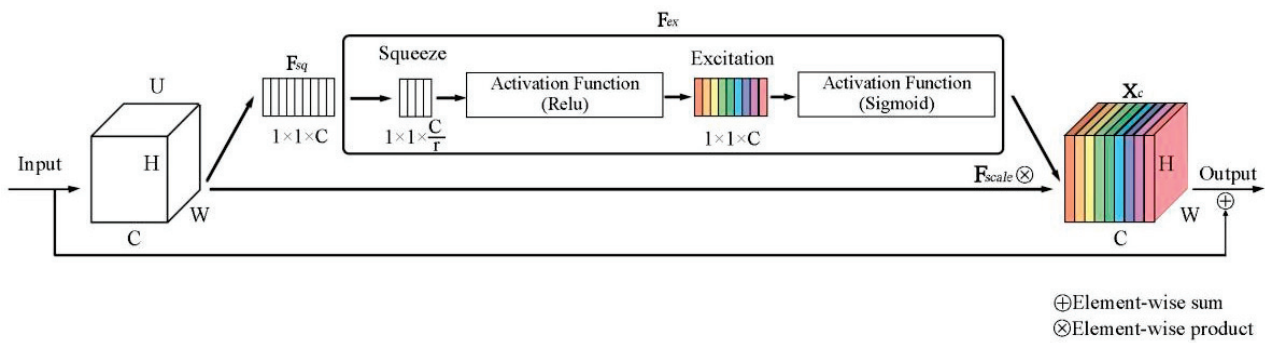 Fex
Squeeze
Fsq
Activation Function
(Relu)
Excitation
Activation Function
(Sigmoid)
U
Xc
1×1×C
1×1×C/r
1×1×C
Input
H
W
C
Fscale⊗
H
W
C
Output
⊕
⊕Element-wise sum
⊗Element-wise product